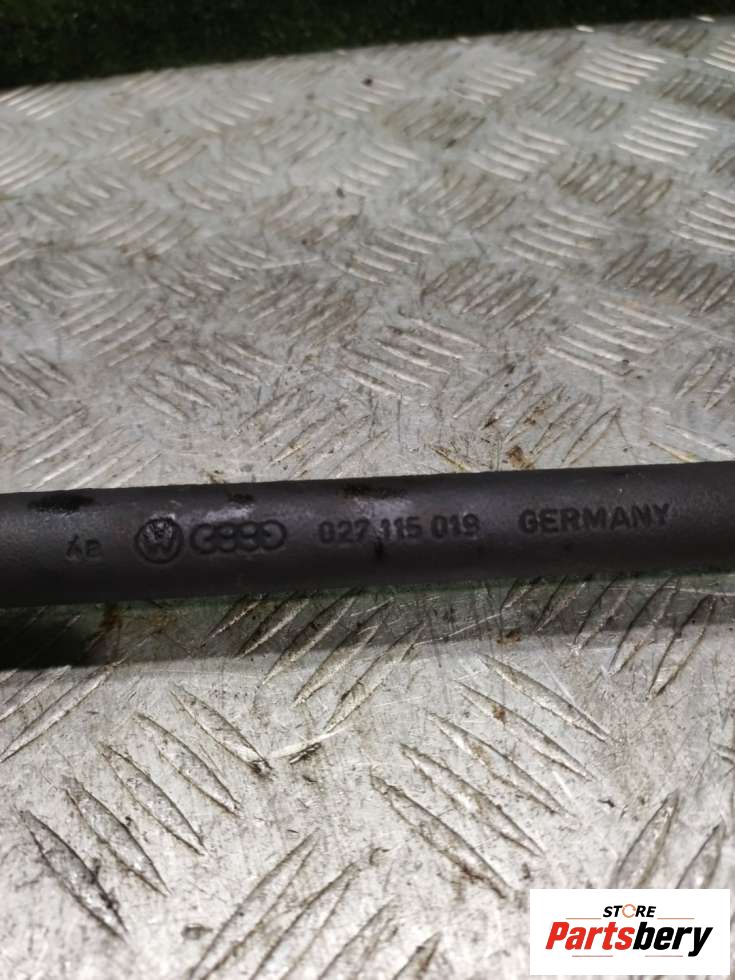 027 115 019 GERMANY
STORE
Partsbery